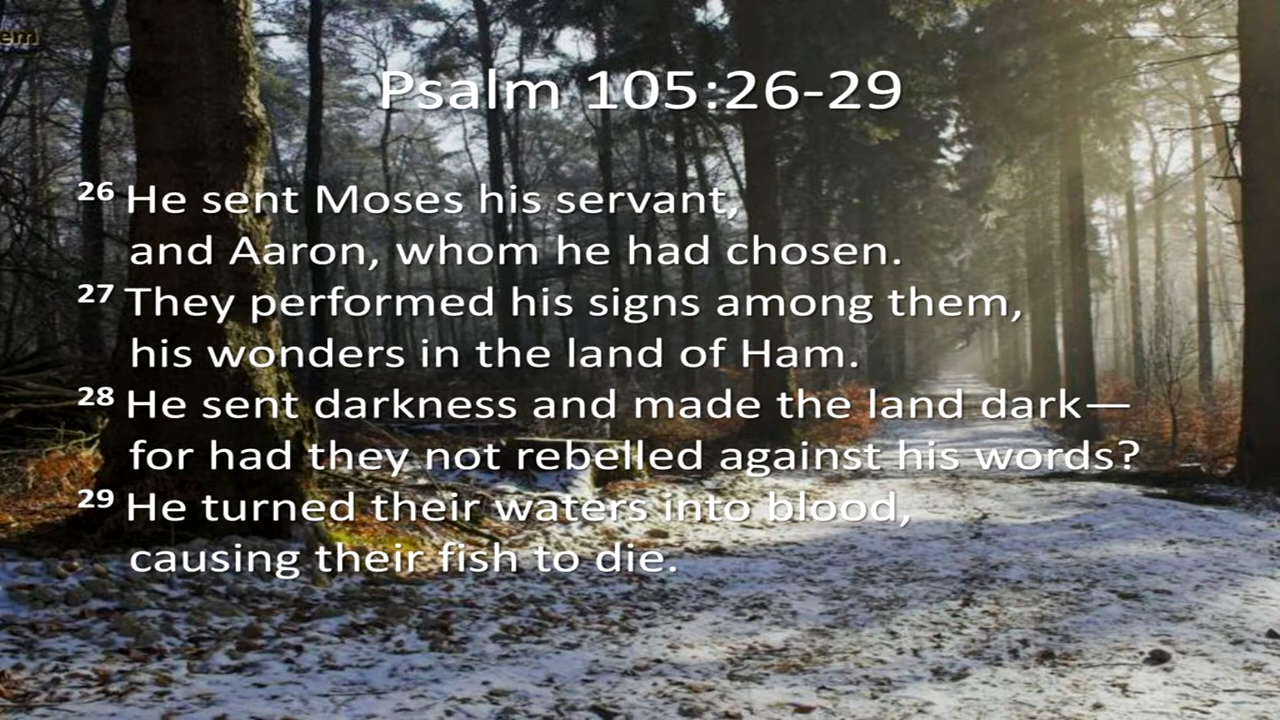 em
Psalm 105:26-29
26 He sent Moses his servant,
and Aaron, whom he had chosen.
27 They performed his signs among them,
his wonders in the land of Ham.
28 He sent darkness and made the land dark—
for had they not rebelled against his words?
29 He turned their waters into blood,
causing their fish to die.